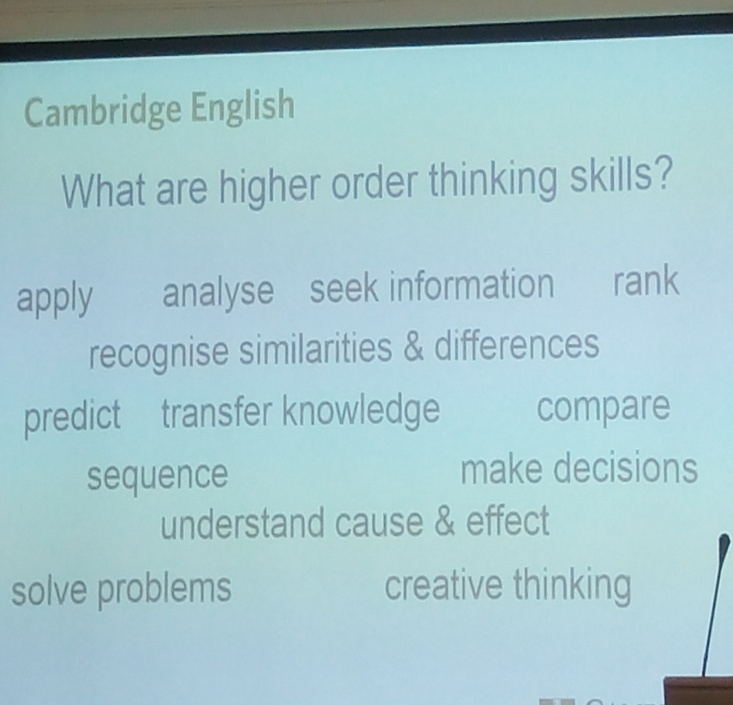 Cambridge English
What are higher order thinking skills?
apply analyse seek information rank
recognise similarities & differences
predict transfer knowledge compare
sequence make decisions
understand cause & effect
solve problems creative thinking